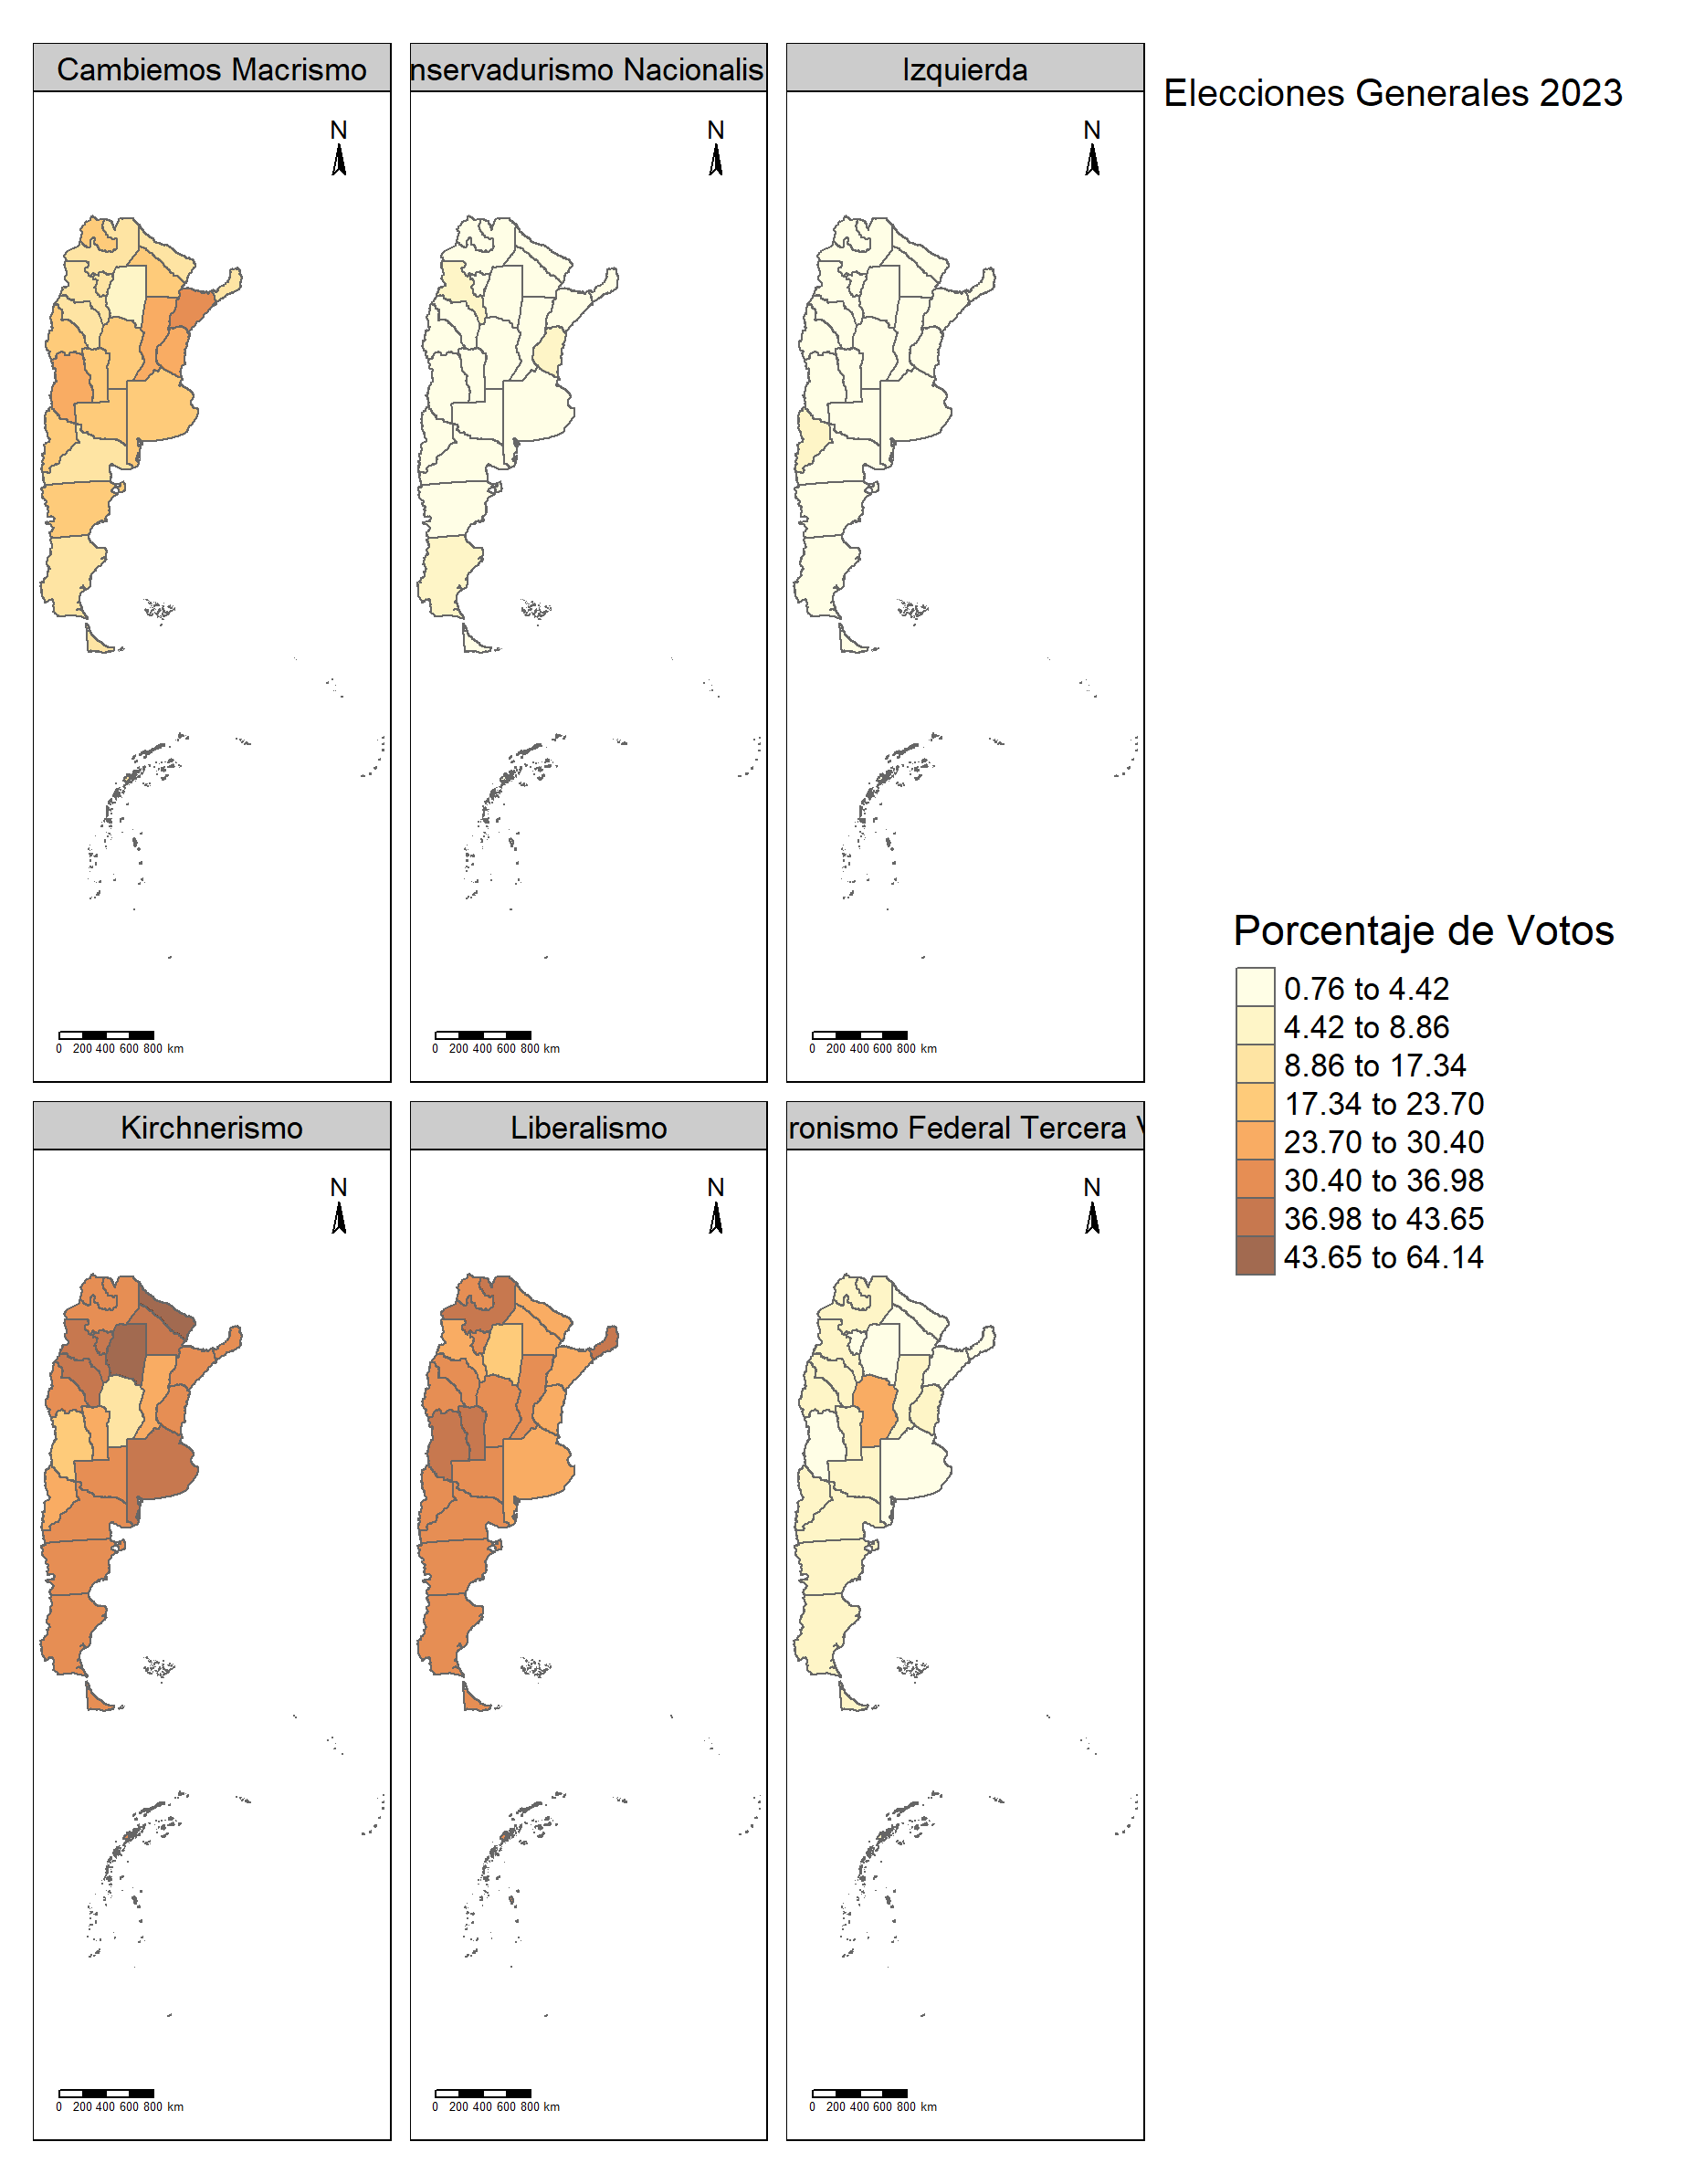 Cambiemos Macrismo
nservadurismo Nacionalis
Izquierda
Elecciones Generales 2023
N
N
N
0 200 400 600 800 km
0 200 400 600 800 km
0 200 400 600 800 km
Porcentaje de Votos
0.76 to 4.42
4.42 to 8.86
8.86 to 17.34
17.34 to 23.70
23.70 to 30.40
30.40 to 36.98
36.98 to 43.65
43.65 to 64.14
Kirchnerismo
Liberalismo
ronismo Federal Tercera V
N
N
N
0 200 400 600 800 km
0 200 400 600 800 km
0 200 400 600 800 km